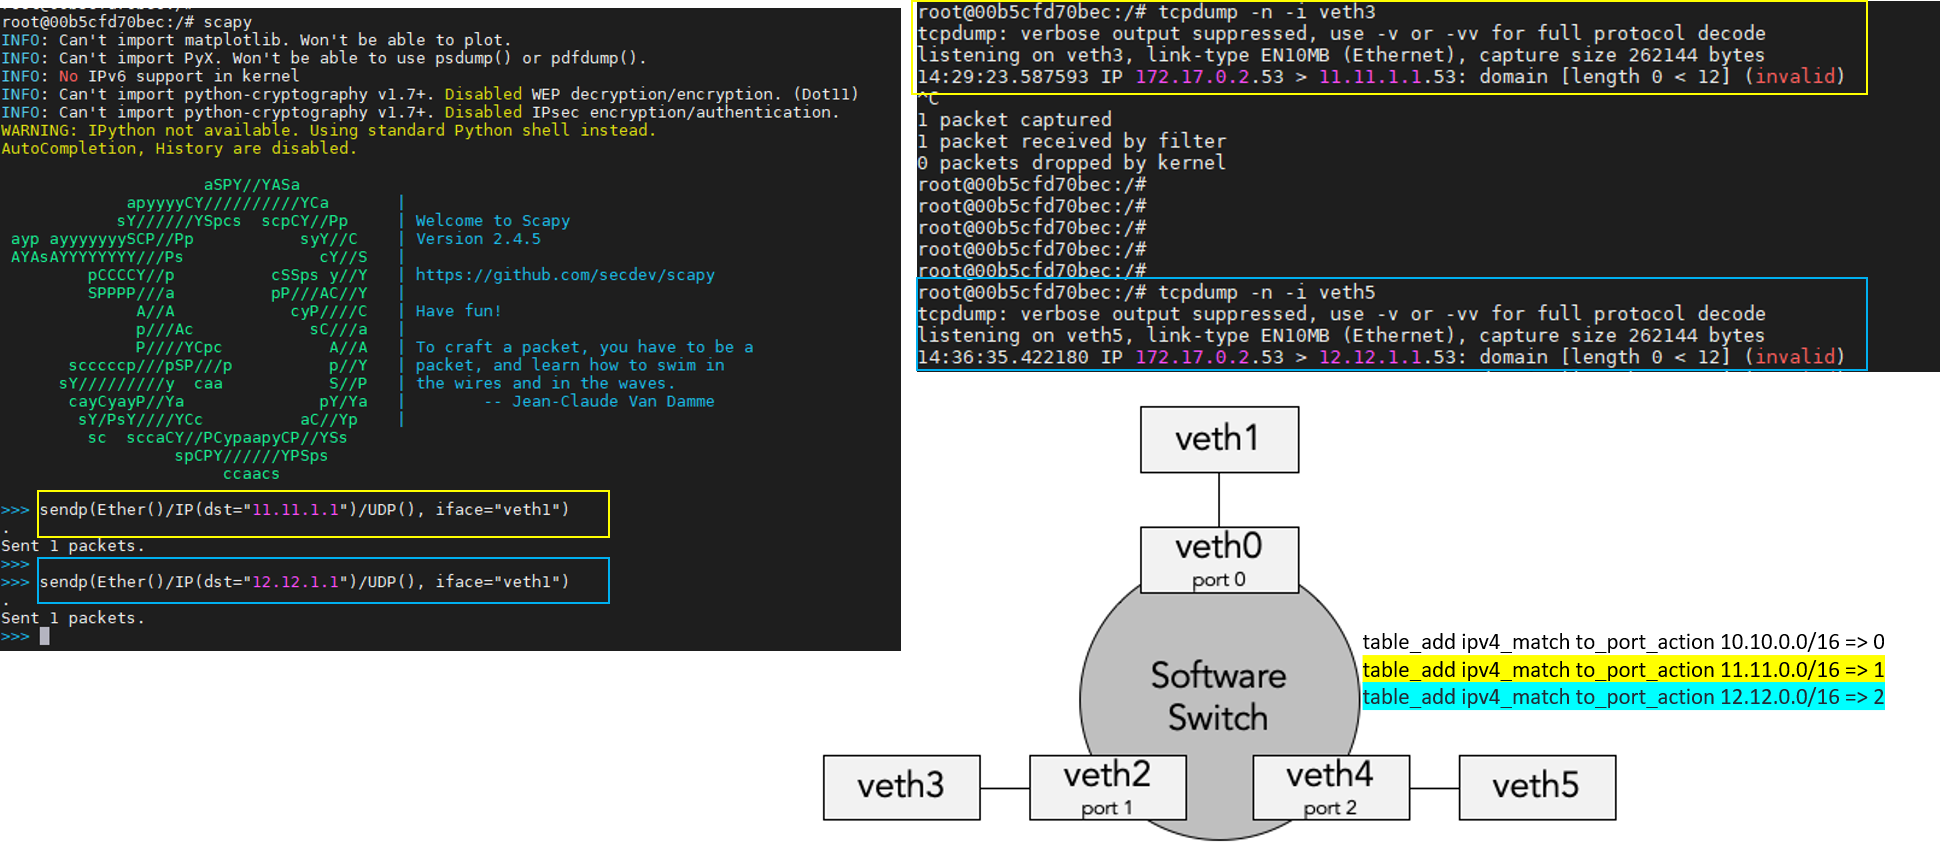 root@00b5cfd70bec:/# scapy
INFO: Can't import matplotlib. Won't be able to plot.
INFO: Can't import PyX. Won't be able to use psdump() or pdfdump().
INFO: No IPv6 support in kernel
INFO: Can't import python-cryptography v1.7+. Disabled WEP decryption/encryption. (Dot11)
INFO: Can't import python-cryptography v1.7+. Disabled IPsec encryption/authentication.
WARNING: IPython not available. Using standard Python shell instead.
AutoCompletion, History are disabled.
aSPY//YASa
apyyyyCY//////////YCa |
sY//////YSpcs scpCY//Pp | Welcome to Scapy
ayp ayyyyyyySCP//Pp syY//C | Version 2.4.5
AYAsAYYYYYYYY///Ps cY//S |
pCCCCY//p cSSps y//Y | https://github.com/secdev/scapy
SPPPP///a pP///AC//Y |
A//A cyP////C | Have fun!
p///Ac sC///a |
P////YCpc A//A | To craft a packet, you have to be a
scccccp///pSP///p p//Y | packet, and learn how to swim in
sY/////////y caa S//P | the wires and in the waves.
cayCyayP//Ya pY/Ya | -- Jean-Claude Van Damme
sY/PsY////YCc aC//Yp |
sc sccaCY//PCypaapyCP//YSs
spCPY//////YPSps
ccaacs
>>> sendp(Ether()/IP(dst="11.11.1.1")/UDP(), iface="veth1")
.
Sent 1 packets.
>>>
>>> sendp(Ether()/IP(dst="12.12.1.1")/UDP(), iface="veth1")
.
Sent 1 packets.
>>>
root@00b5cfd70bec:/# tcpdump -n -i veth3
tcpdump: verbose output suppressed, use -v or -vv for full protocol decode
listening on veth3, link-type EN10MB (Ethernet), capture size 262144 bytes
14:29:23.587593 IP 172.17.0.2.53 > 11.11.1.1.53: domain [length 0 < 12] (invalid)
^C
1 packet captured
1 packet received by filter
0 packets dropped by kernel
root@00b5cfd70bec:/#
root@00b5cfd70bec:/#
root@00b5cfd70bec:/#
root@00b5cfd70bec:/#
root@00b5cfd70bec:/#
root@00b5cfd70bec:/# tcpdump -n -i veth5
tcpdump: verbose output suppressed, use -v or -vv for full protocol decode
listening on veth5, link-type EN10MB (Ethernet), capture size 262144 bytes
14:36:35.422180 IP 172.17.0.2.53 > 12.12.1.1.53: domain [length 0 < 12] (invalid)
veth1
veth0
port 0
Software
Switch
table_add ipv4_match to_port_action 10.10.0.0/16 => 0
table_add ipv4_match to_port_action 11.11.0.0/16 => 1
table_add ipv4_match to_port_action 12.12.0.0/16 => 2
veth3
veth2
port 1
veth4
port 2
veth5